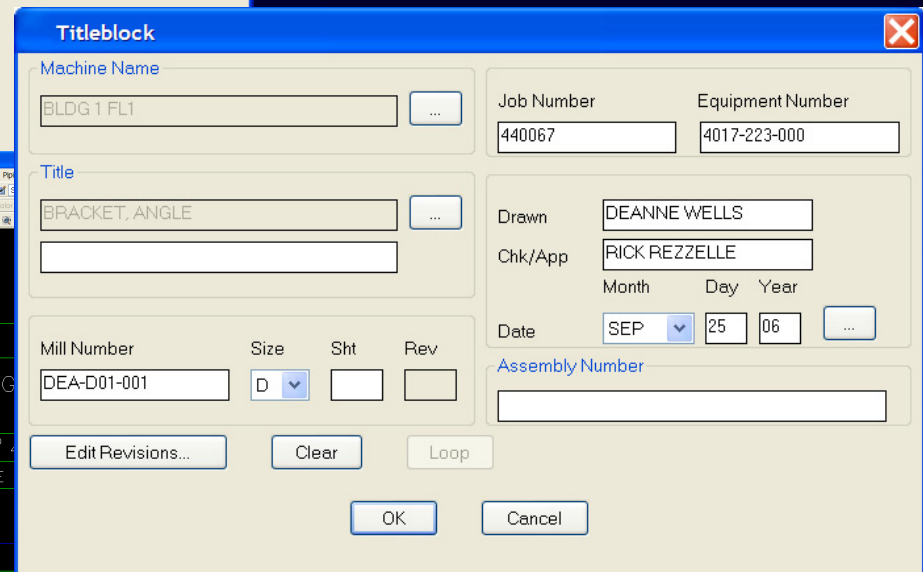 Titleblock
Machine Name
BLDG 1 FL1
...
Job Number Equipment Number
440067 4017-223-000
Title
BRACKET, ANGLE
...
Drawn DEANNE WELLS
Chk/App RICK REZZELLE
Month Day Year
Date SEP 25 06 ...
Mill Number Size Sht Rev
DEA-D01-001 D
Assembly Number
Edit Revisions... Clear Loop
OK Cancel